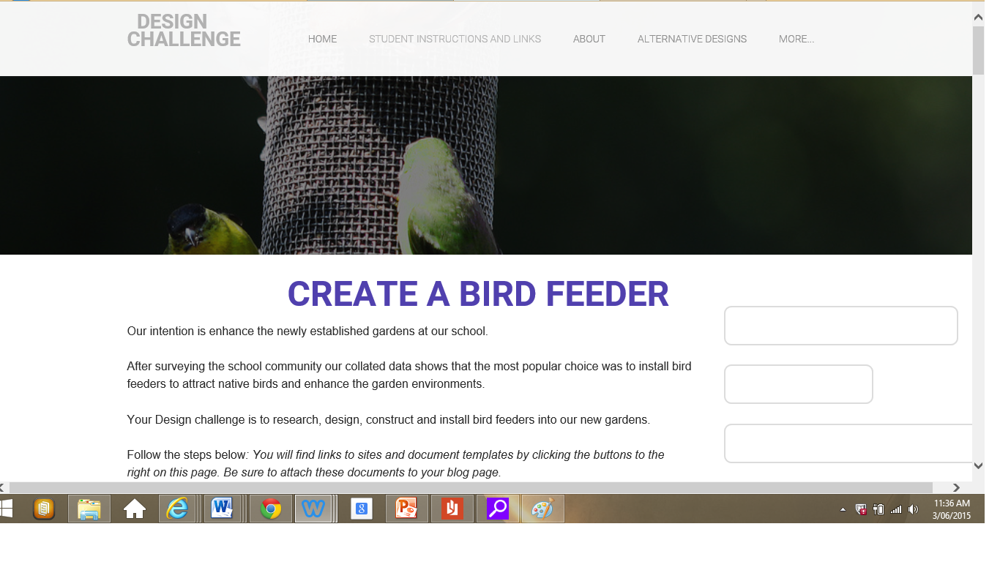 DESIGN
CHALLENGE
HOME STUDENT INSTRUCTIONS AND LINKS ABOUT ALTERNATIVE DESIGNS MORE...
CREATE A BIRD FEEDER
Our intention is enhance the newly established gardens at our school.
After surveying the school community our collated data shows that the most popular choice was to install bird
feeders to attract native birds and enhance the garden environments.
Your Design challenge is to research, design, construct and install bird feeders into our new gardens.
Follow the steps below: You will find links to sites and document templates by clicking the buttons to the
right on this page. Be sure to attach these documents to your blog page.
11:36 AM
3/06/2015